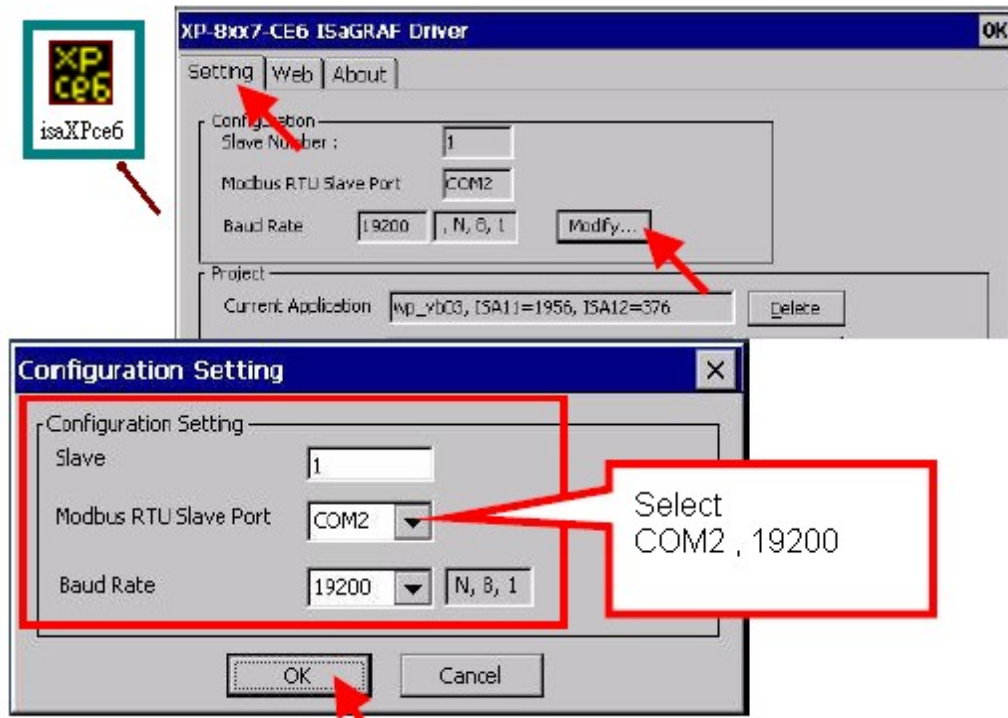 XP
ce6
isaXPce6
XP-8xx7-CE6 ISaGRAF Driver
OK
Setting Web About
Configuration
Slave Number : 1
Modbus RTU Slave Port COM2
Baud Rate 19200 , N, 8, 1 Modify...
Project
Current Application wp_vb03, ISA11=1956, ISA12=376 Delete
Configuration Setting
Configuration Setting
Slave 1
Modbus RTU Slave Port COM2
Baud Rate 19200 N, 8, 1
Select
COM2 , 19200
OK Cancel